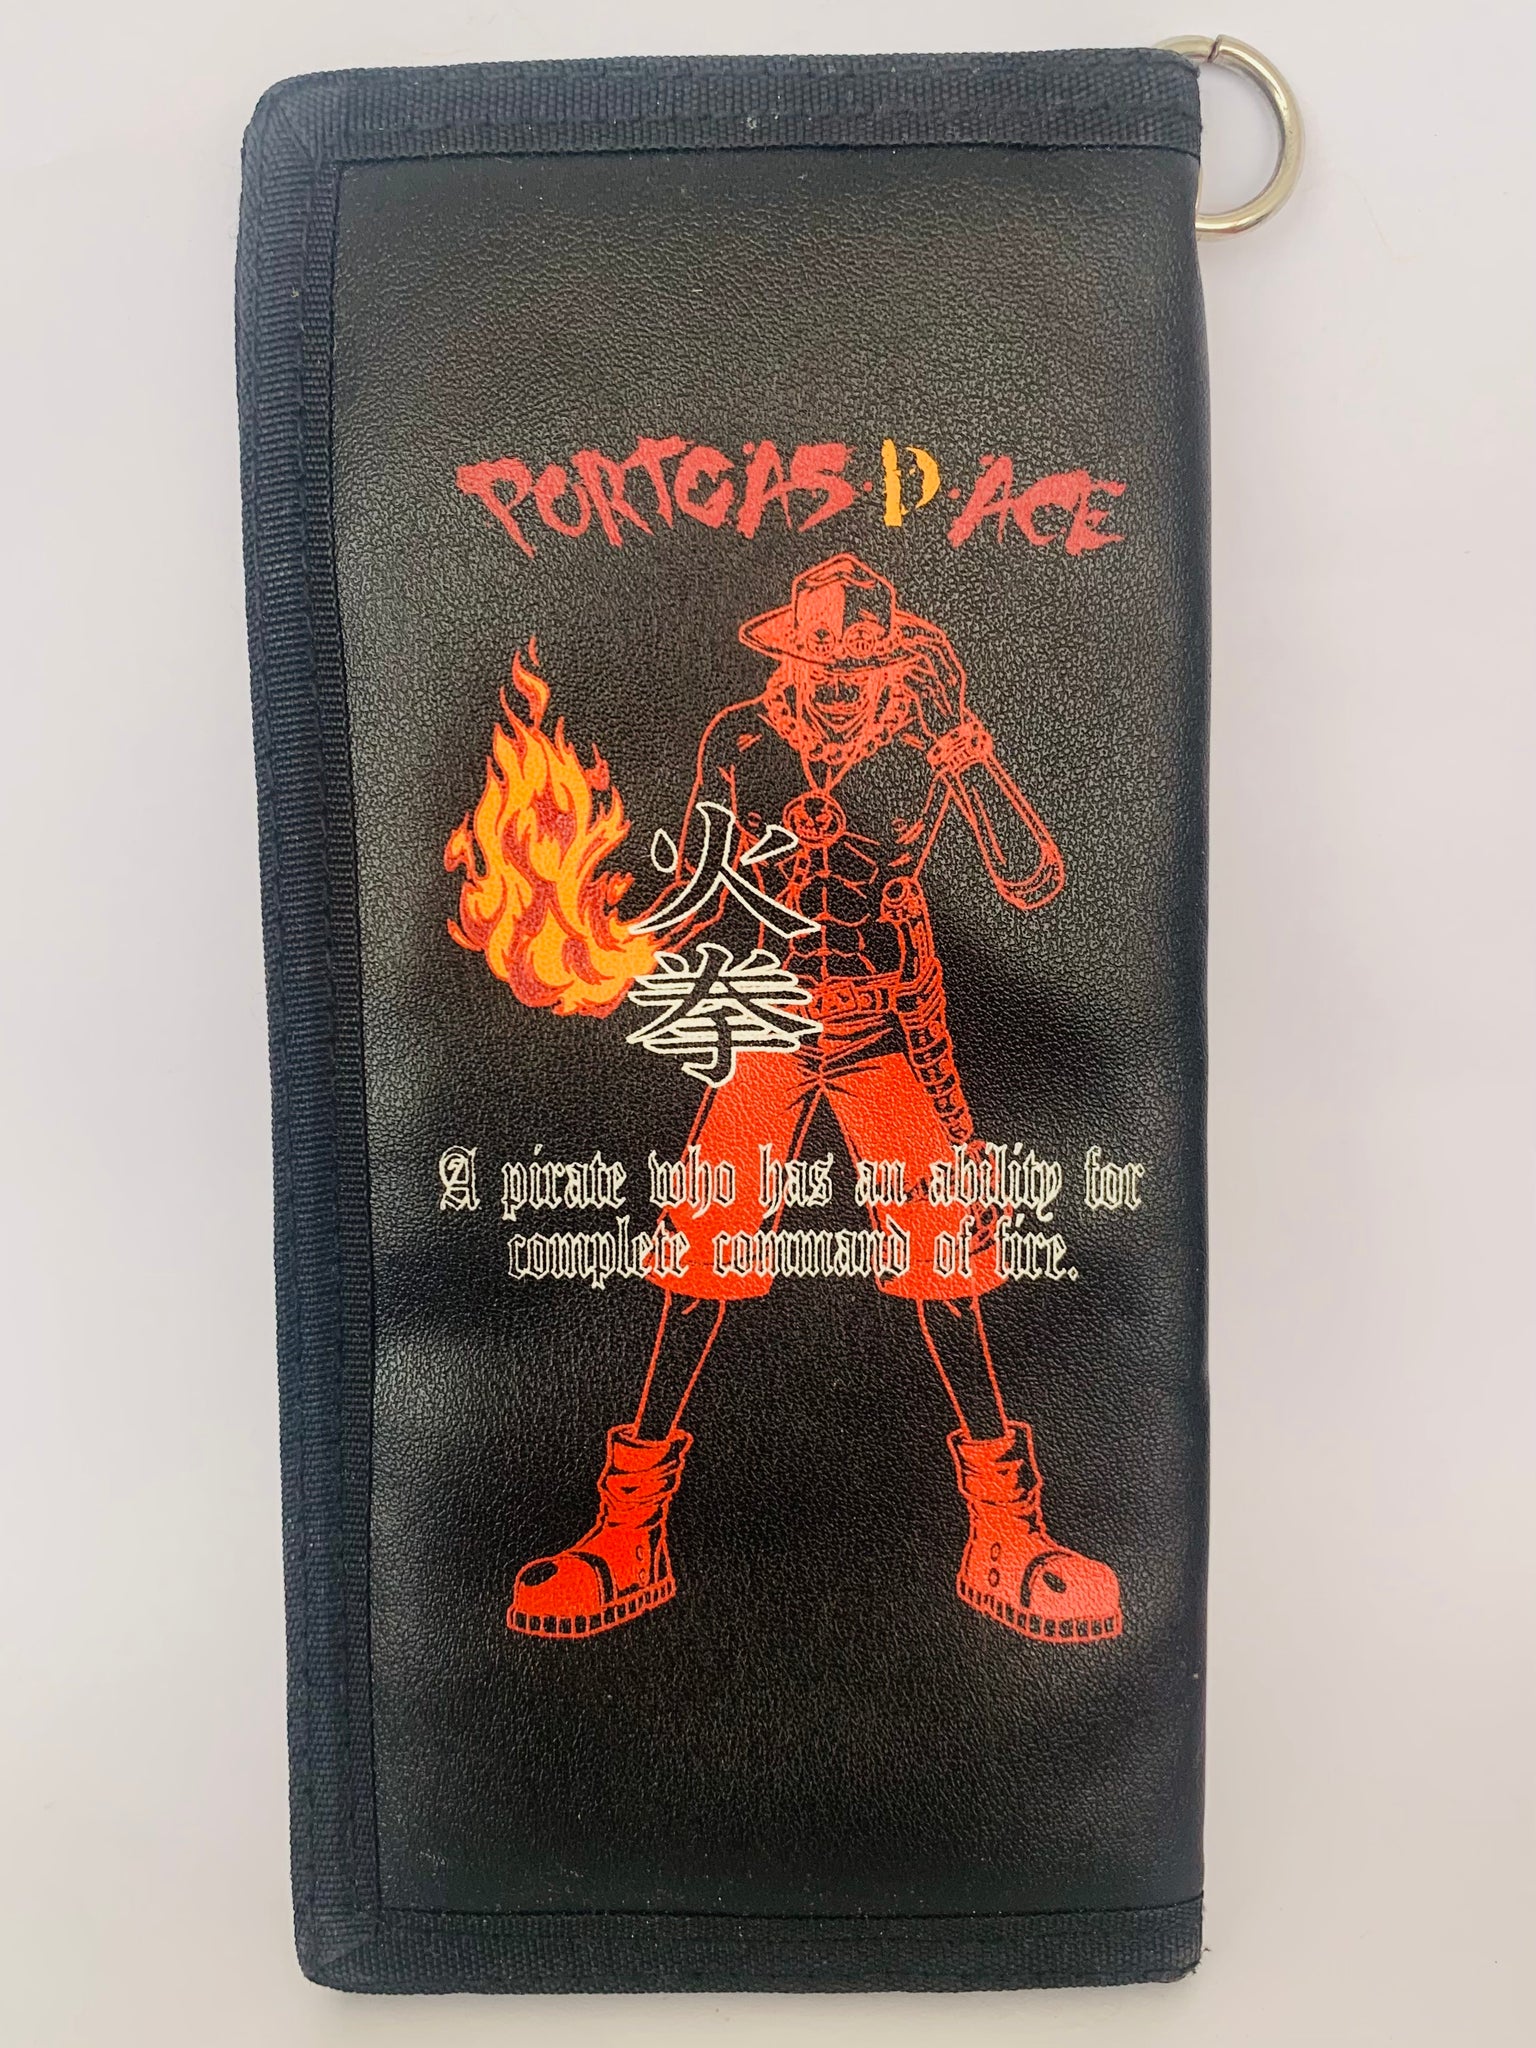 PORTGAS・D・ACE
火
拳
A pirate who has an ability for
complete command of fire.